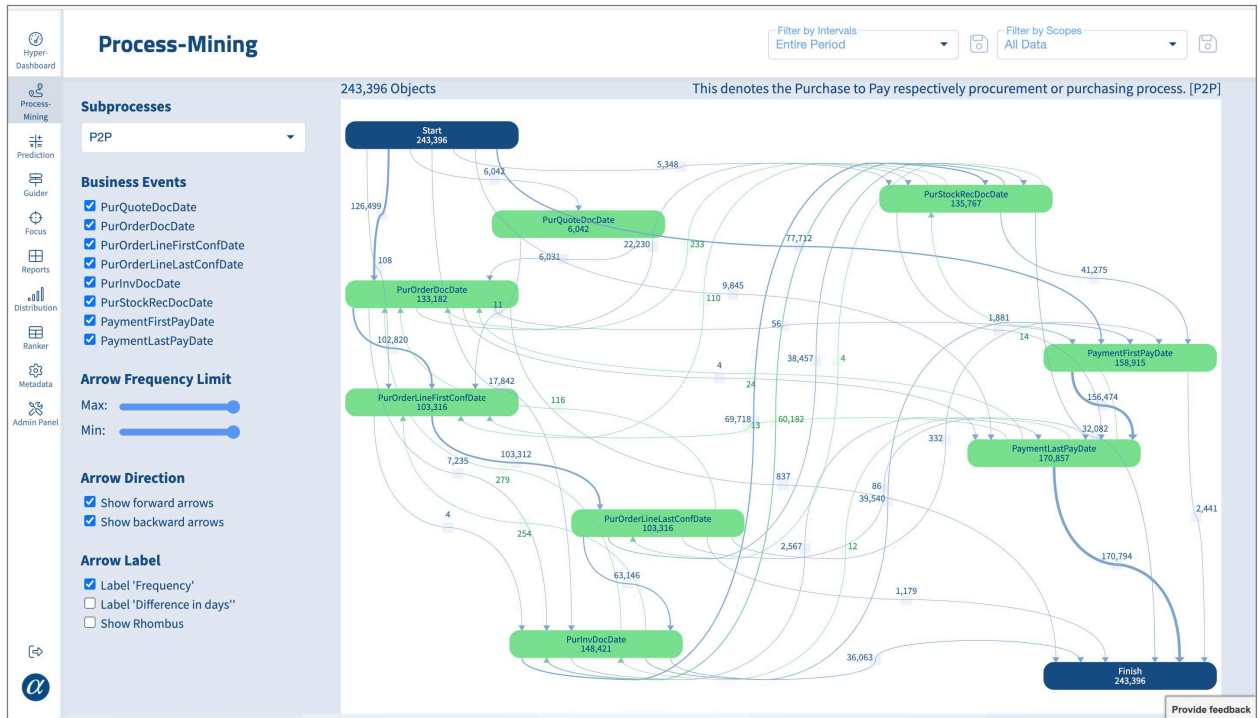 Process-Mining
Filter by Intervals
Entire Period
Filter by Scopes
All Data
Hyper-
Dashboard
Process-
Mining
Prediction
Guider
Focus
Reports
Distribution
Ranker
Metadata
Admin Panel
α
Subprocesses
P2P
Business Events
PurQuoteDocDate
PurOrderDocDate
PurOrderLineFirstConfDate
PurOrderLineLastConfDate
PurInvDocDate
PurStockRecDocDate
PaymentFirstPayDate
PaymentLastPayDate
Arrow Frequency Limit
Max:
Min:
Arrow Direction
Show forward arrows
Show backward arrows
Arrow Label
Label 'Frequency'
Label 'Difference in days''
Show Rhombus
243,396 Objects
This denotes the Purchase to Pay respectively procurement or purchasing process. [P2P]
Start
243,396
5,348
6,042
PurStockRecDocDate
135,767
126,499
PurQuoteDocDate
6,042
77,712
22,230
233
6,031
108
41,275
PurOrderDocDate
133,182
9,845
110
11
56
1,881
14
102,820
PaymentFirstPayDate
158,915
38,457
4
4
24
17,842
156,474
PurOrderLineFirstConfDate
103,316
116
69,718
13
60,182
32,082
332
PaymentLastPayDate
170,857
7,235
103,312
279
837
86
39,540
4
PurOrderLineLastConfDate
103,316
2,441
254
2,567
12
170,794
63,146
1,179
PurInvDocDate
148,421
36,063
Finish
243,396
Provide feedback